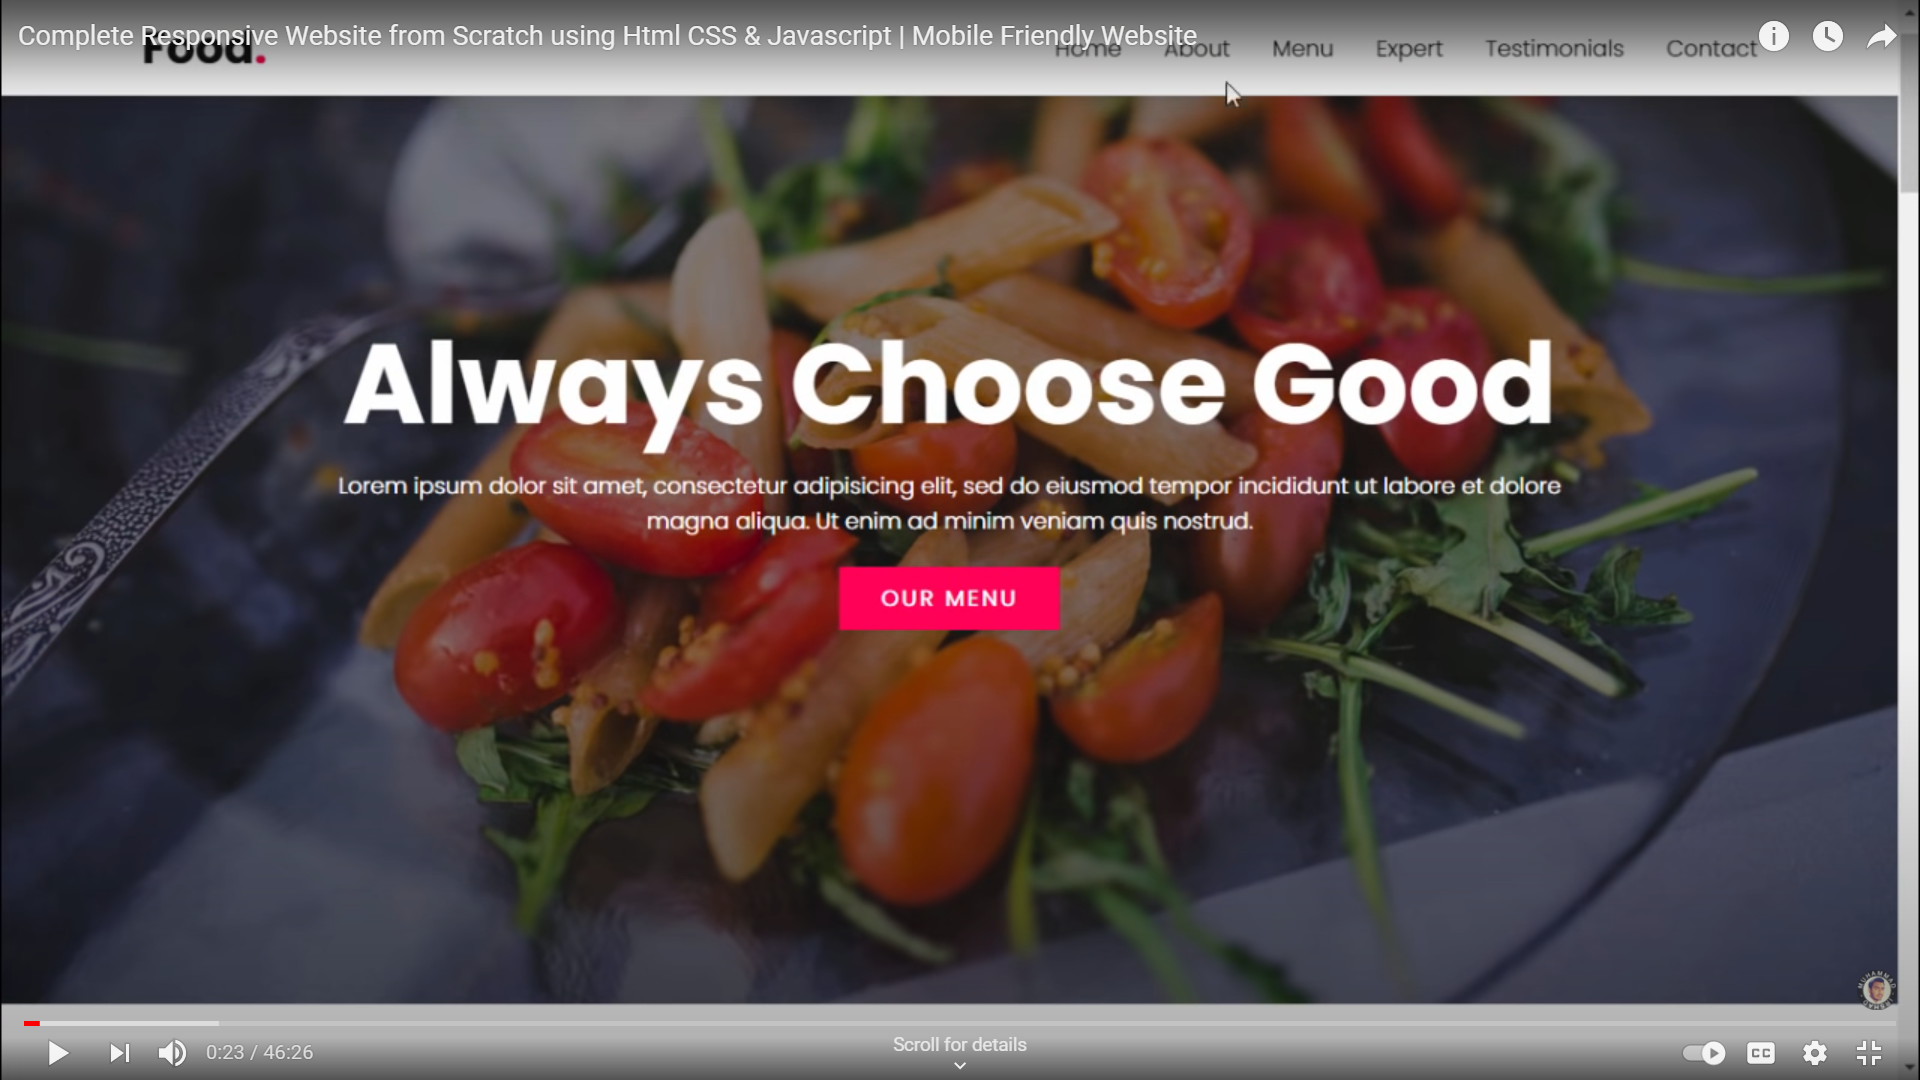 Complete Responsive Website from Scratch using Html CSS & Javascript | Mobile Friendly Website
Food.
Home About Menu Expert Testimonials Contact
Always Choose Good
Lorem ipsum dolor sit amet, consectetur adipisicing elit, sed do eiusmod tempor incididunt ut labore et dolore
magna aliqua. Ut enim ad minim veniam quis nostrud.
OUR MENU
MUHAMMAD
0:23 / 46:26
Scroll for details
CC